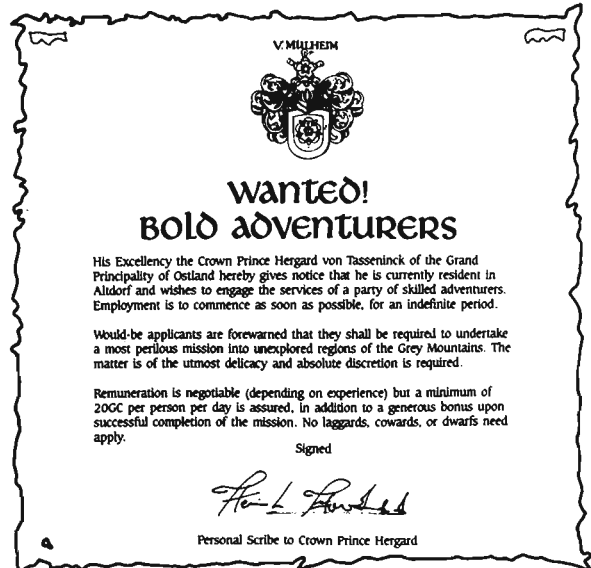 V. MÜLHEIM
WANTED!
BOLD ADVENTURERS
His Excellency the Crown Prince Hergard von Tasseninck of the Grand
Principality of Ostland hereby gives notice that he is currently resident in
Altdorf and wishes to engage the services of a party of skilled adventurers.
Employment is to commence as soon as possible, for an indefinite period.
Would-be applicants are forewarned that they shall be required to undertake
a most perilous mission into unexplored regions of the Grey Mountains. The
matter is of the utmost delicacy and absolute discretion is required.
Remuneration is negotiable (depending on experience) but a minimum of
20GC per person per day is assured, in addition to a generous bonus upon
successful completion of the mission. No laggards, cowards, or dwarfs need
apply.
Signed
Personal Scribe to Crown Prince Hergard